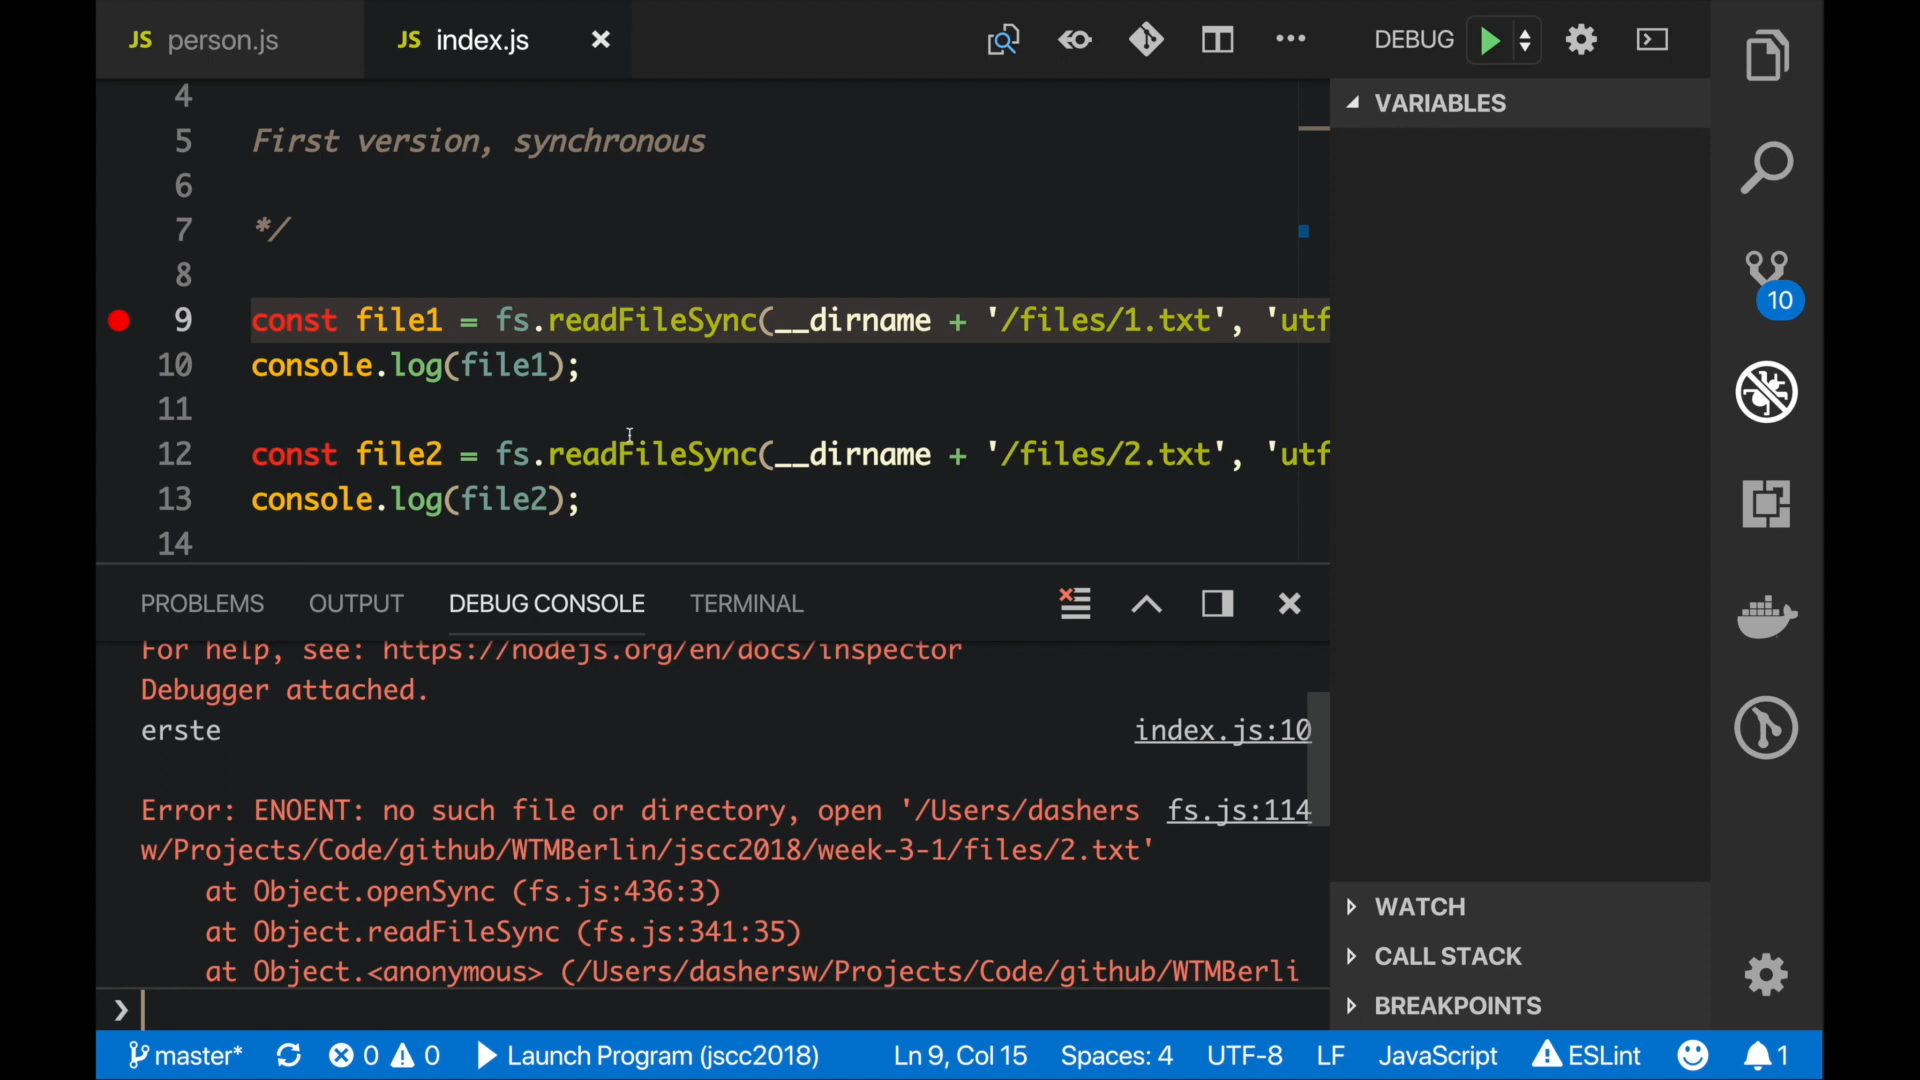 JS person.js
JS index.js
DEBUG
VARIABLES
4
5 First version, synchronous
6
7 */
8
9 const file1 = fs.readFileSync(__dirname + '/files/1.txt', 'utf
10 console.log(file1);
11
12 const file2 = fs.readFileSync(__dirname + '/files/2.txt', 'utf
13 console.log(file2);
14
10
PROBLEMS OUTPUT DEBUG CONSOLE TERMINAL
For help, see: https://nodejs.org/en/docs/inspector
Debugger attached.
erste index.js:10
Error: ENOENT: no such file or directory, open '/Users/dashers fs.js:114
w/Projects/Code/github/WTMBerlin/jscc2018/week-3-1/files/2.txt'
at Object.openSync (fs.js:436:3)
at Object.readFileSync (fs.js:341:35)
at Object.<anonymous> (/Users/dashersw/Projects/Code/github/WTMBerli
WATCH
CALL STACK
BREAKPOINTS
master* 0 0 Launch Program (jscc2018) Ln 9, Col 15 Spaces: 4 UTF-8 LF JavaScript ESLint 1